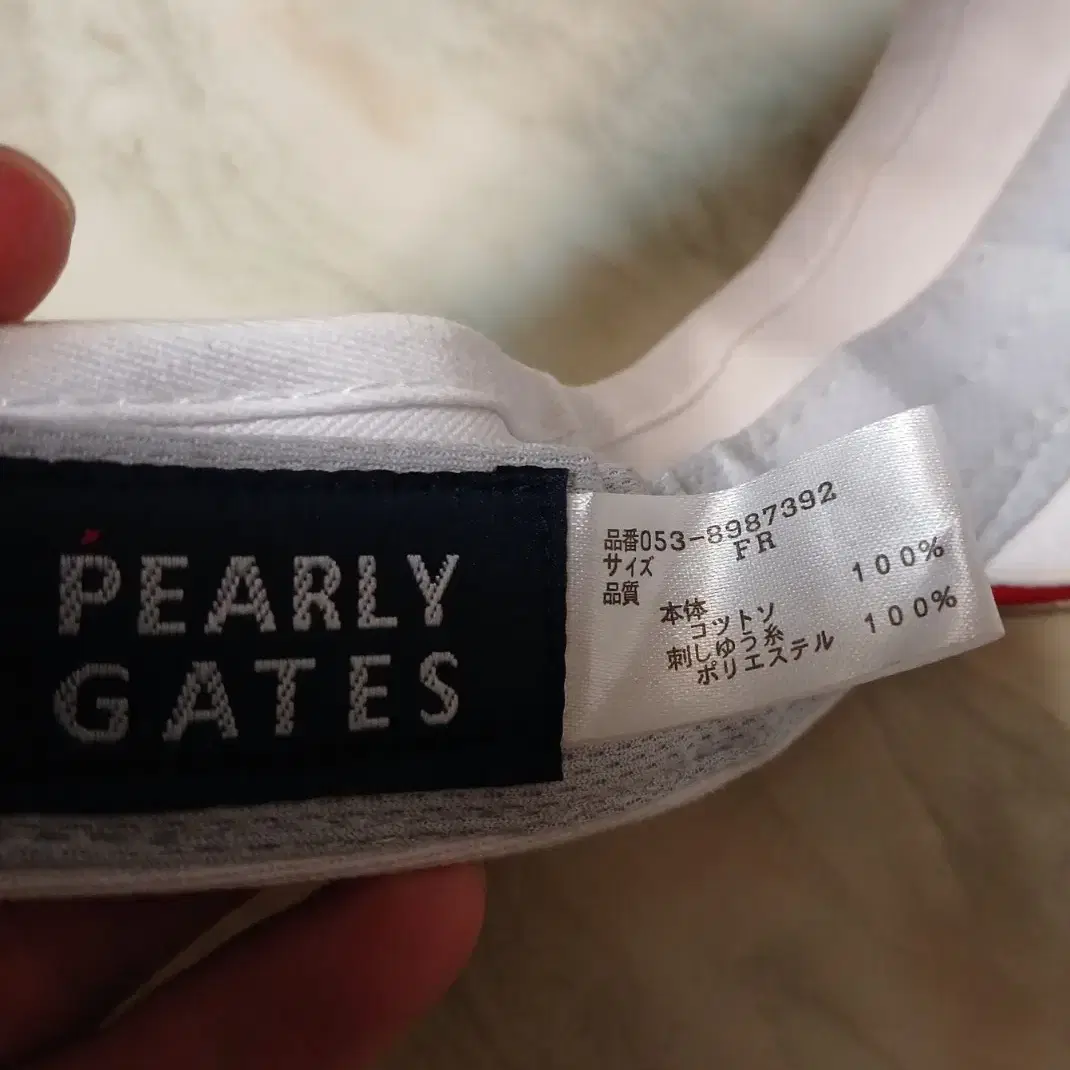 PEARLY
GATES
品番053-8987392
サイズ FR
品質
本体
コットン 100%
刺しゆう糸
ポリエステル 100%